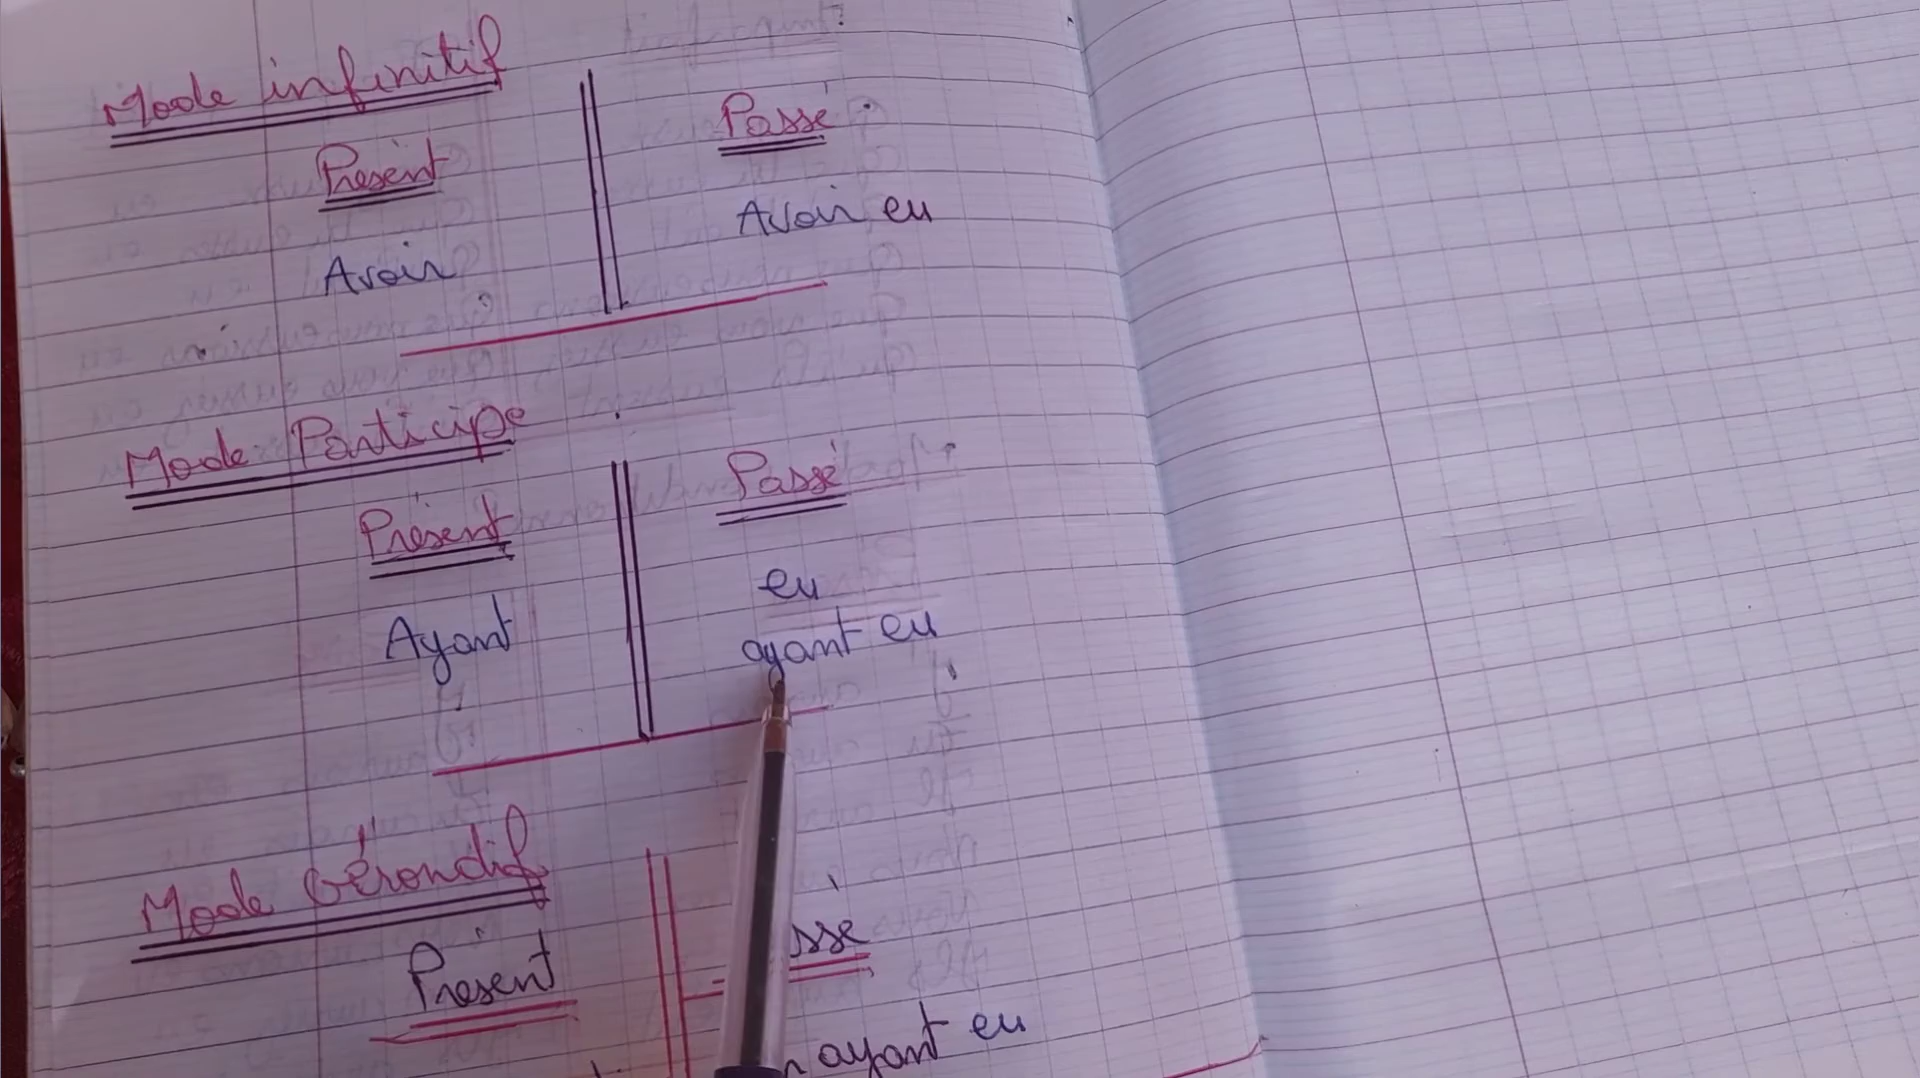 Mode infinitif
Présent
Avoir
Passé
Avoir eu
Mode Participe
Présent
Ayant
Passé
eu
ayant eu
Mode Gérondif
Présent
ayant eu